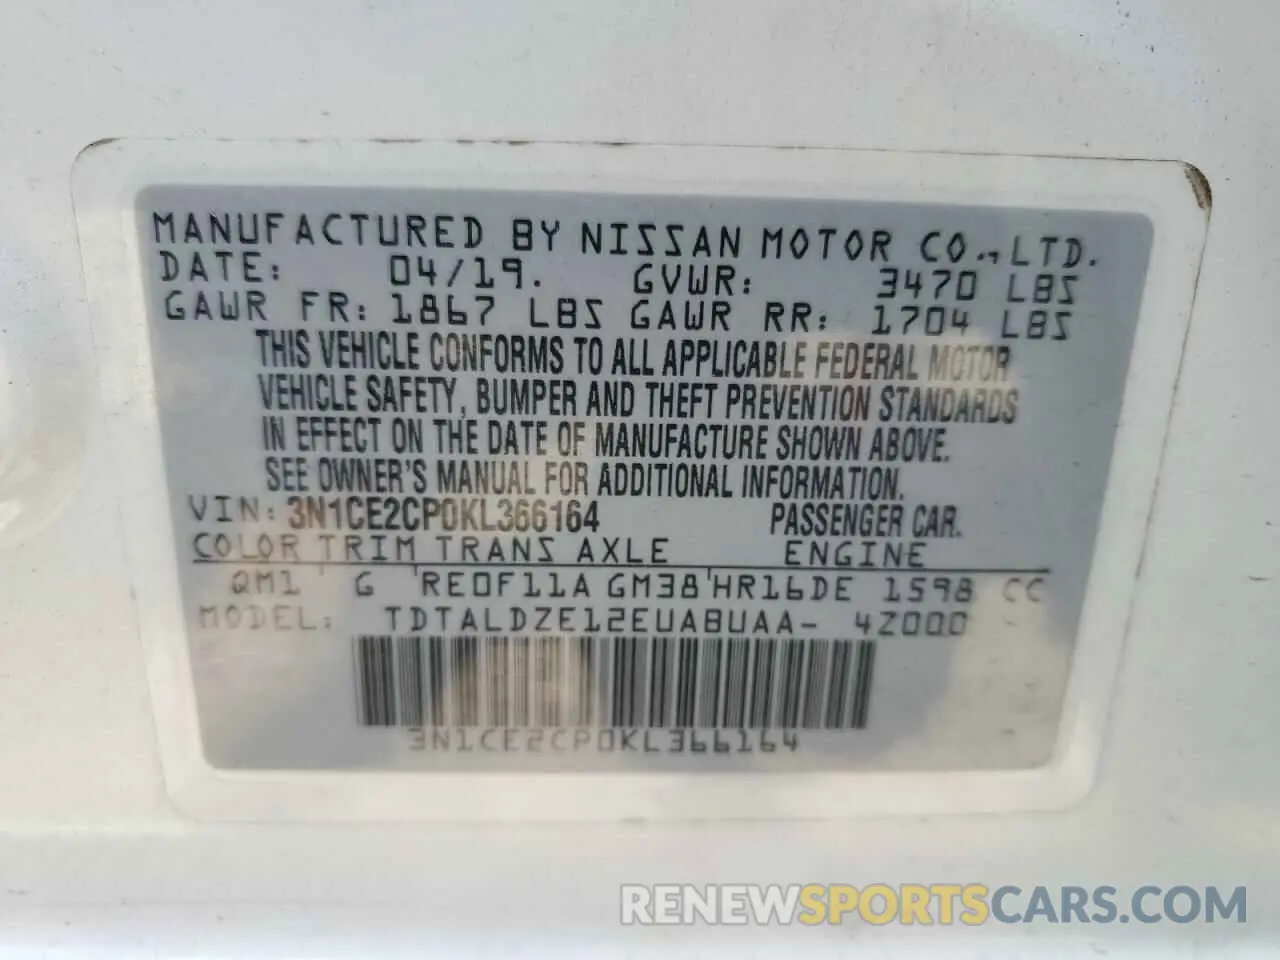 MANUFACTURED BY NISSAN MOTOR CO., LTD.
DATE: 04/19. GVWR: 3470 LBS
GAWR FR: 1867 LBS GAWR RR: 1704 LBS
THIS VEHICLE CONFORMS TO ALL APPLICABLE FEDERAL MOTOR
VEHICLE SAFETY, BUMPER AND THEFT PREVENTION STANDARDS
IN EFFECT ON THE DATE OF MANUFACTURE SHOWN ABOVE.
SEE OWNER'S MANUAL FOR ADDITIONAL INFORMATION.
VIN: 3N1CE2CP0KL366164 PASSENGER CAR.
COLOR TRIM TRANS AXLE ENGINE
QM1 G RE0F11A GM38 HR16DE 1598 CC
MODEL: TDTALDZE12EUABUAA- 4Z000
3N1CE2CP0KL366164
RENEWSPORTSCARS.COM